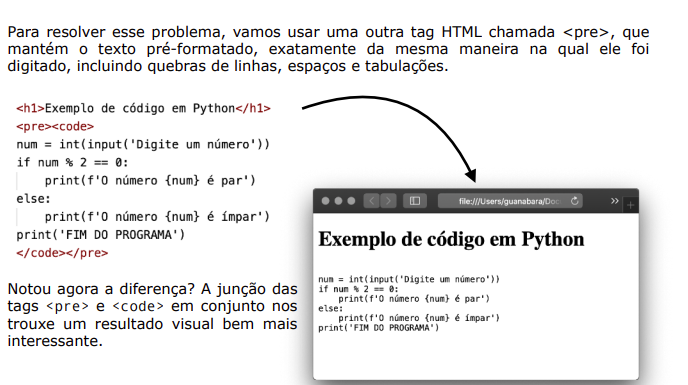 Para resolver esse problema, vamos usar uma outra tag HTML chamada <pre>, que
mantém o texto pré-formatado, exatamente da mesma maneira na qual ele foi
digitado, incluindo quebras de linhas, espaços e tabulações.
<h1>Exemplo de código em Python</h1>
<pre><code>
num = int(input('Digite um número'))
if num % 2 == 0:
    print(f'O número {num} é par')
else:
    print(f'O número {num} é ímpar')
print('FIM DO PROGRAMA')
</code></pre>
Notou agora a diferença? A junção das
tags <pre> e <code> em conjunto nos
trouxe um resultado visual bem mais
interessante.
file:///Users/guanabara/Doc
Exemplo de código em Python
num = int(input('Digite um número'))
if num % 2 == 0:
    print(f'O número {num} é par')
else:
    print(f'O número {num} é ímpar')
print('FIM DO PROGRAMA')